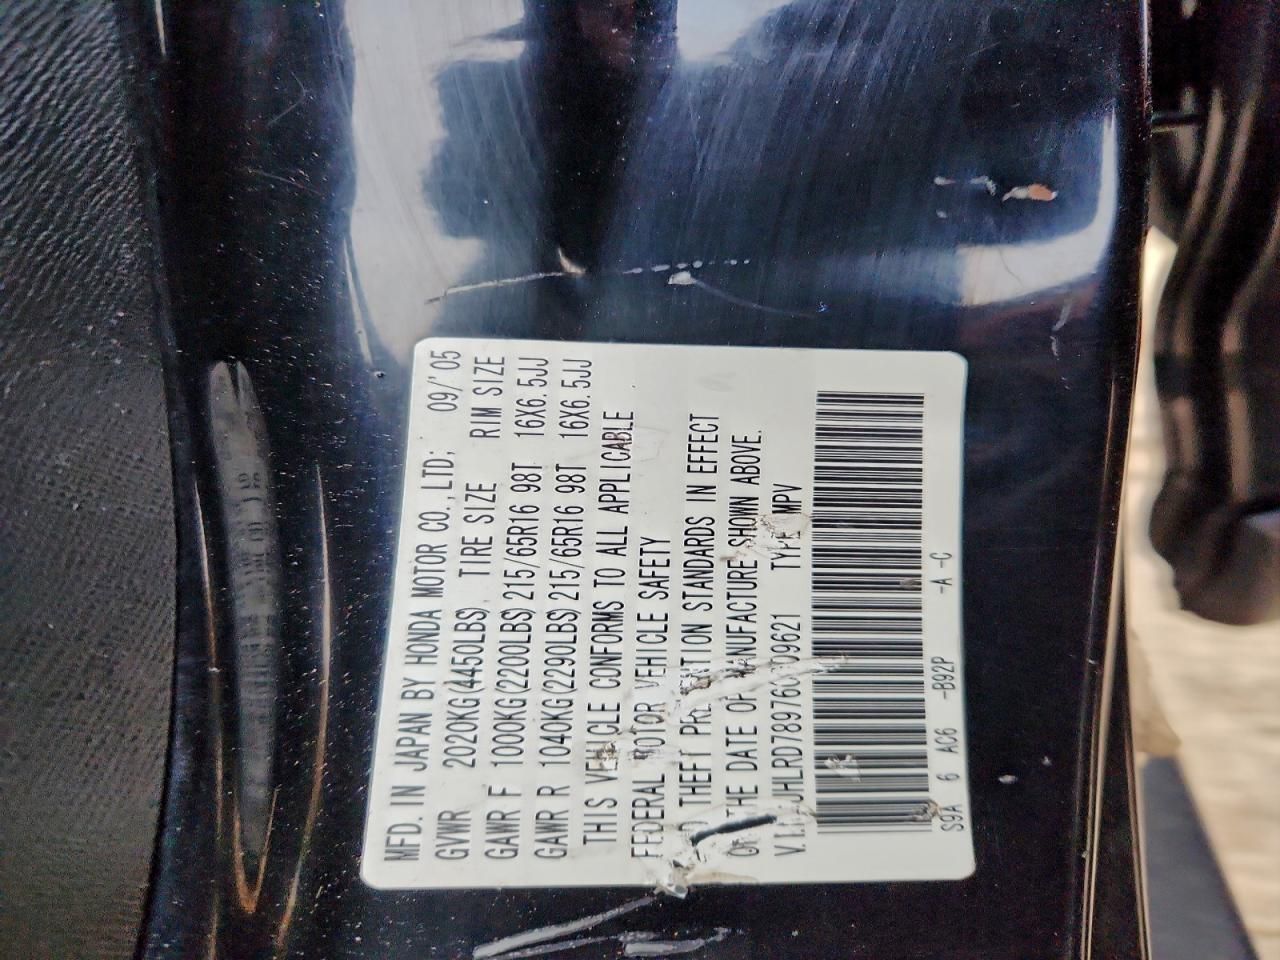 MFD. IN JAPAN BY HONDA MOTOR CO., LTD; 09/'05
GVWR 2020KG(4450LBS), TIRE SIZE RIM SIZE
GAWR F 1000KG(2200LBS) 215/65R16 98T 16X6.5JJ
GAWR R 1040KG(2290LBS) 215/65R16 98T 16X6.5JJ
THIS VEHICLE CONFORMS TO ALL APPLICABLE
FEDERAL MOTOR VEHICLE SAFETY
THEFT PREVENTION STANDARDS IN EFFECT
ON THE DATE OF MANUFACTURE SHOWN ABOVE.
TYPE MPV
S9A 6 AC6 -B92P -A -C